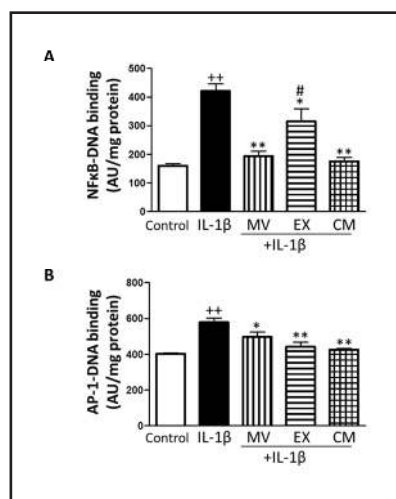 A
NFκB-DNA binding
(AU/mg protein)
500
400
300
200
100
0
++
**
#
*
**
Control IL-1β MV EX CM
+IL-1β
B
AP-1-DNA binding
(AU/mg protein)
800
600
400
200
0
++
*
**
**
Control IL-1β MV EX CM
+IL-1β